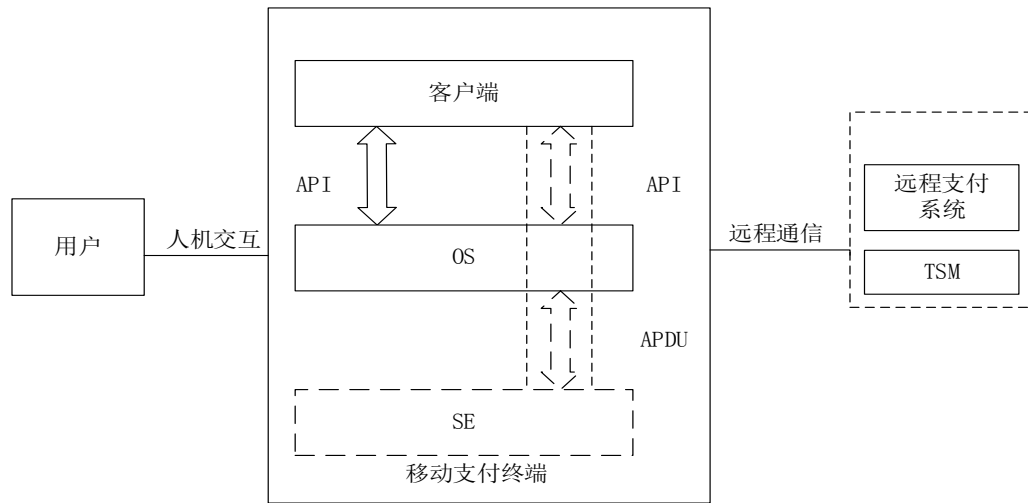 客户端
API
API
用户
人机交互
OS
远程通信
远程支付
系统
TSM
APDU
SE
移动支付终端